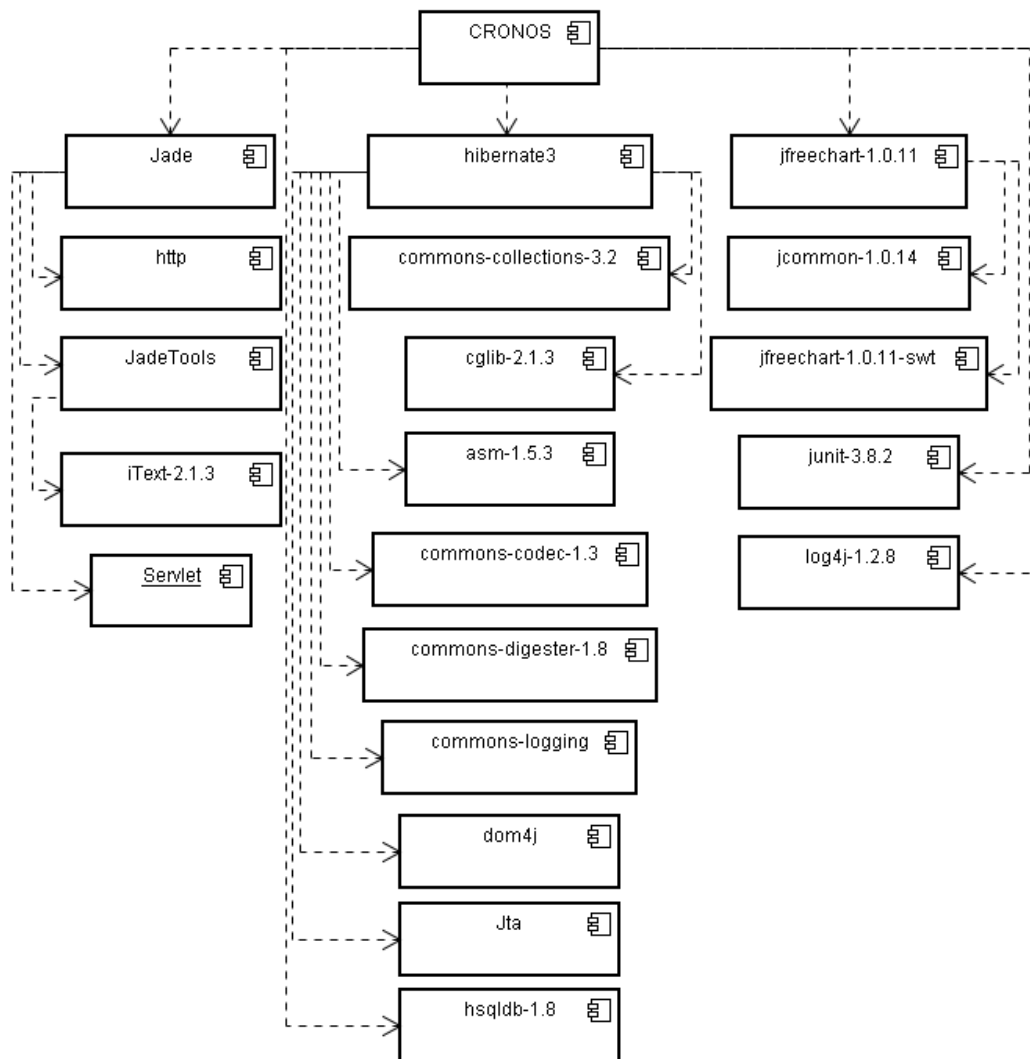 CRONOS
Jade
hibernate3
jfreechart-1.0.11
http
commons-collections-3.2
jcommon-1.0.14
JadeTools
cglib-2.1.3
jfreechart-1.0.11-swt
iText-2.1.3
asm-1.5.3
junit-3.8.2
Servlet
commons-codec-1.3
log4j-1.2.8
commons-digester-1.8
commons-logging
dom4j
Jta
hsqldb-1.8